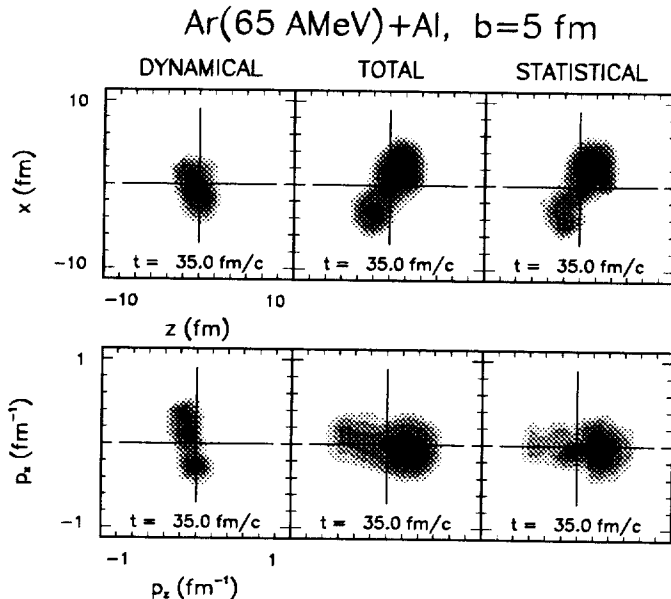 Ar(65 AMeV)+Al, b=5 fm
DYNAMICAL TOTAL STATISTICAL
10
x (fm)
-10
t = 35.0 fm/c t = 35.0 fm/c t = 35.0 fm/c
-10 10
z (fm)
1
pₓ (fm⁻¹)
-1
t = 35.0 fm/c t = 35.0 fm/c t = 35.0 fm/c
-1 1
p_z (fm⁻¹)